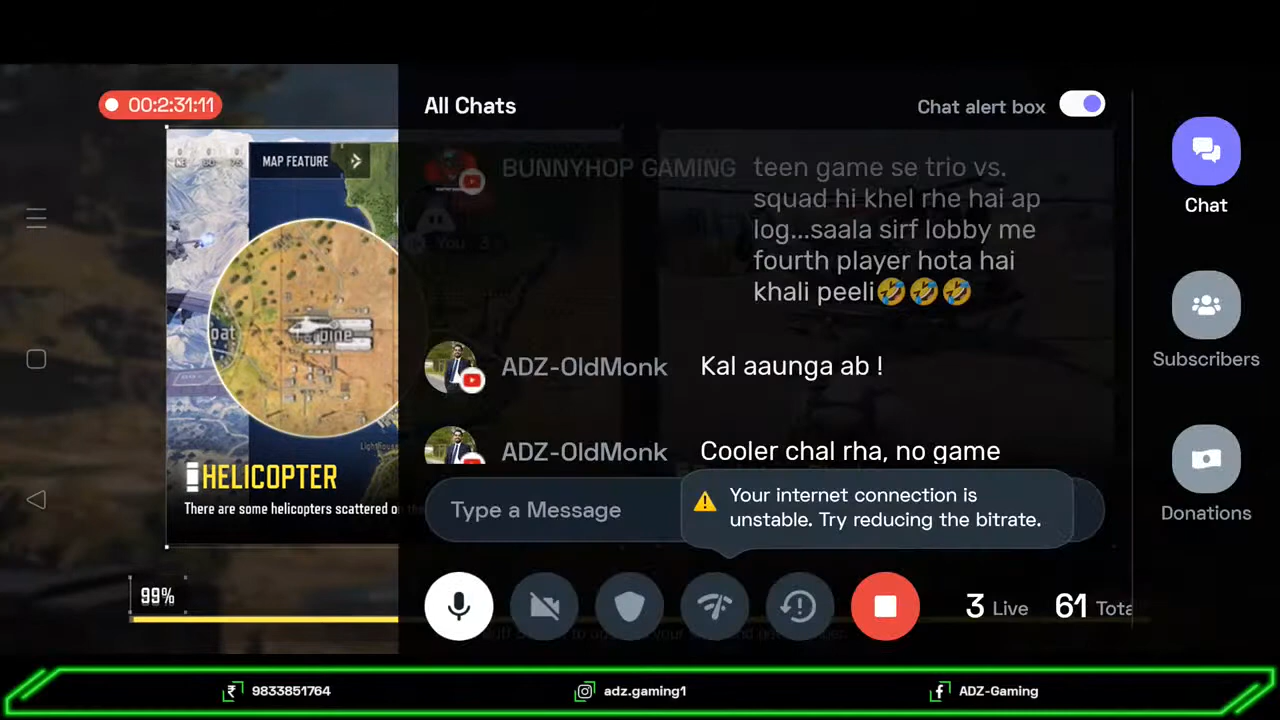 00:2:31:11
All Chats
Chat alert box
MAP FEATURE
BUNNYHOP GAMING
teen game se trio vs.
squad hi khel rhe hai ap
log...saala sirf lobby me
fourth player hota hai
khali peeli🤣🤣🤣
You 3
Chat
oat
Turbine
ADZ-OldMonk
Kal aaunga ab !
Subscribers
ADZ-OldMonk
Cooler chal rha, no game
HELICOPTER
There are some helicopters scattered o
Type a Message
Your internet connection is
unstable. Try reducing the bitrate.
Donations
99%
3 Live
61 Tota
₹ 9833851764
adz.gaming1
ADZ-Gaming